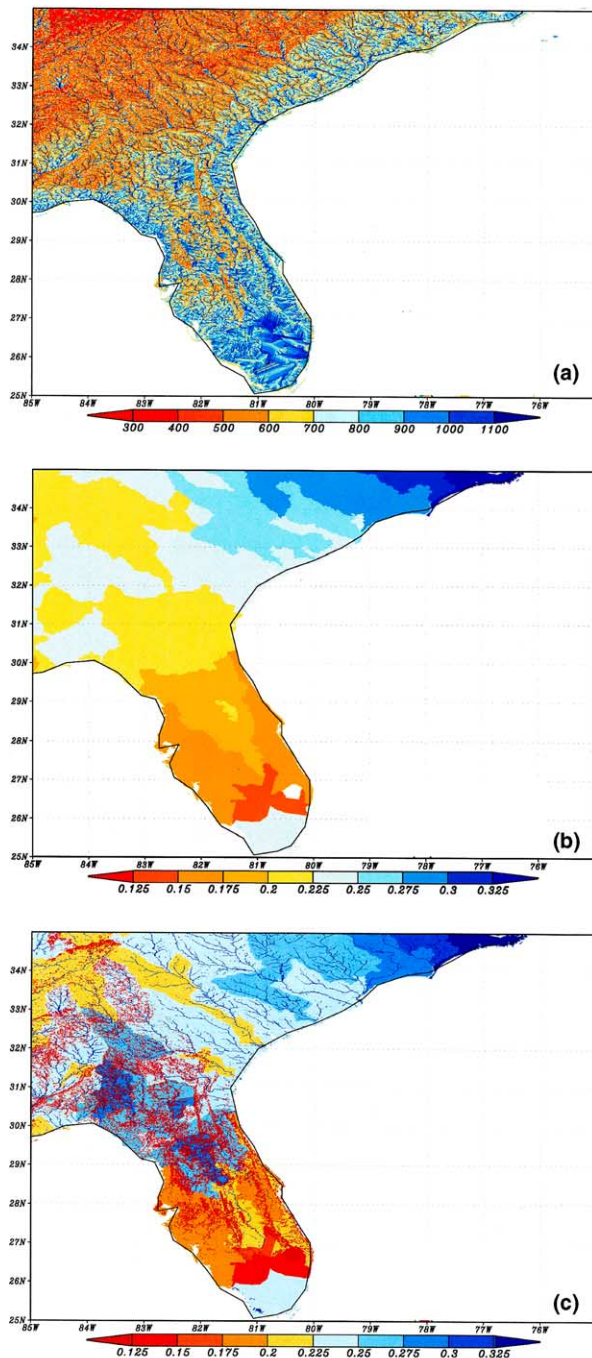 34N
33N
32N
31N
30N
29N
28N
27N
26N
25N
85W 84W 83W 82W 81W 80W 79W 78W 77W 76W
(a)
300 400 500 600 700 800 900 1000 1100
34N
33N
32N
31N
30N
29N
28N
27N
26N
25N
85W 84W 83W 82W 81W 80W 79W 78W 77W 76W
(b)
0.125 0.15 0.175 0.2 0.225 0.25 0.275 0.3 0.325
34N
33N
32N
31N
30N
29N
28N
27N
26N
25N
85W 84W 83W 82W 81W 80W 79W 78W 77W 76W
(c)
0.125 0.15 0.175 0.2 0.225 0.25 0.275 0.3 0.325